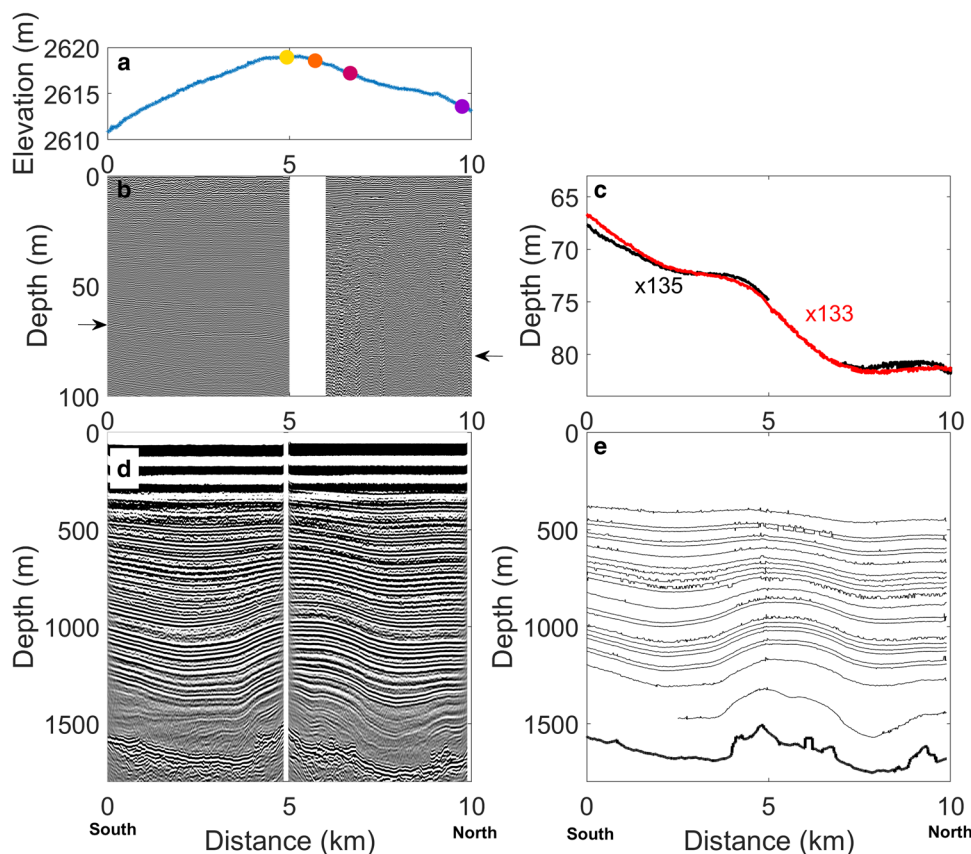 a
Elevation (m)
2620
2615
2610
0 5 10
b
Depth (m)
0
50
100
0 5 10
c
Depth (m)
65
70
75
80
x135
x133
0 5 10
d
Depth (m)
0
500
1000
1500
0 5 10
South Distance (km) North
e
Depth (m)
0
500
1000
1500
0 5 10
South Distance (km) North